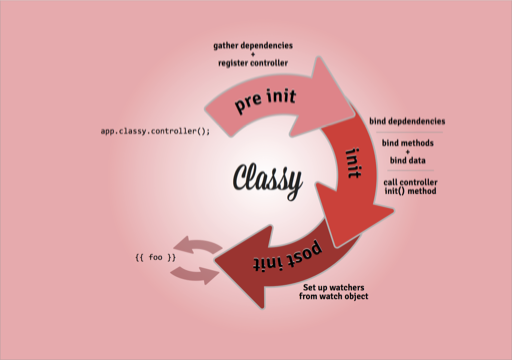 gather dependencies
+
register controller
pre init
app.classy.controller();
bind depdendencies
bind methods
+
bind data
init
call controller
init() method
Classy
post init
{{ foo }}
Set up watchers
from watch object